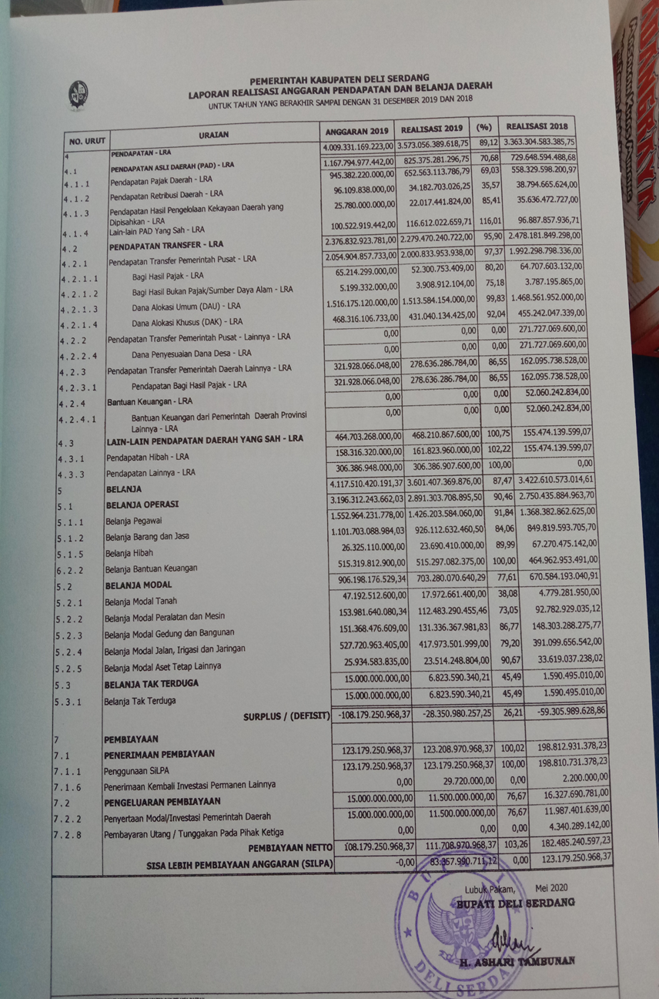 PEMERINTAH KABUPATEN DELI SERDANG
LAPORAN REALISASI ANGGARAN PENDAPATAN DAN BELANJA DAERAH
UNTUK TAHUN YANG BERAKHIR SAMPAI DENGAN 31 DESEMBER 2019 DAN 2018
NO. URUT URAIAN ANGGARAN 2019 REALISASI 2019 (%) REALISASI 2018
4 PENDAPATAN - LRA 4.009.331.169.223,00 3.573.056.389.618,75 89,12 3.363.304.583.385,75
4.1 PENDAPATAN ASLI DAERAH (PAD) - LRA 1.167.794.977.442,00 825.375.281.296,75 70,68 729.648.594.488,68
4.1.1 Pendapatan Pajak Daerah - LRA 945.382.220.000,00 652.563.113.786,79 69,03 558.329.598.200,97
4.1.2 Pendapatan Retribusi Daerah - LRA 96.109.838.000,00 34.182.703.026,25 35,57 38.794.665.624,00
4.1.3 Pendapatan Hasil Pengelolaan Kekayaan Daerah yang 25.780.000.000,00 22.017.441.824,00 85,41 35.636.472.727,00
Dipisahkan - LRA
4.1.4 Lain-lain PAD Yang Sah - LRA 100.522.919.442,00 116.612.022.659,71 116,01 96.887.857.936,71
4.2 PENDAPATAN TRANSFER - LRA 2.376.832.923.781,00 2.279.470.240.722,00 95,90 2.478.181.849.298,00
4.2.1 Pendapatan Transfer Pemerintah Pusat - LRA 2.054.904.857.733,00 2.000.833.953.938,00 97,37 1.992.298.798.336,00
4.2.1.1 Bagi Hasil Pajak - LRA 65.214.299.000,00 52.300.753.409,00 80,20 64.707.603.132,00
4.2.1.2 Bagi Hasil Bukan Pajak/Sumber Daya Alam - LRA 5.199.332.000,00 3.908.912.104,00 75,18 3.787.195.865,00
4.2.1.3 Dana Alokasi Umum (DAU) - LRA 1.516.175.120.000,00 1.513.584.154.000,00 99,83 1.468.561.952.000,00
4.2.1.4 Dana Alokasi Khusus (DAK) - LRA 468.316.106.733,00 431.040.134.425,00 92,04 455.242.047.339,00
4.2.2 Pendapatan Transfer Pemerintah Pusat - Lainnya - LRA 0,00 0,00 0,00 271.727.069.600,00
4.2.2.4 Dana Penyesuaian Dana Desa - LRA 0,00 0,00 0,00 271.727.069.600,00
4.2.3 Pendapatan Transfer Pemerintah Daerah Lainnya - LRA 321.928.066.048,00 278.636.286.784,00 86,55 162.095.738.528,00
4.2.3.1 Pendapatan Bagi Hasil Pajak - LRA 321.928.066.048,00 278.636.286.784,00 86,55 162.095.738.528,00
4.2.4 Bantuan Keuangan - LRA 0,00 0,00 0,00 52.060.242.834,00
4.2.4.1 Bantuan Keuangan dari Pemerintah Daerah Provinsi 0,00 0,00 0,00 52.060.242.834,00
Lainnya - LRA
4.3 LAIN-LAIN PENDAPATAN DAERAH YANG SAH - LRA 464.703.268.000,00 468.210.867.600,00 100,75 155.474.139.599,07
4.3.1 Pendapatan Hibah - LRA 158.316.320.000,00 161.823.960.000,00 102,22 155.474.139.599,07
4.3.3 Pendapatan Lainnya - LRA 306.386.948.000,00 306.386.907.600,00 100,00 0,00
5 BELANJA 4.117.510.420.191,37 3.601.407.369.876,00 87,47 3.422.610.573.014,61
5.1 BELANJA OPERASI 3.196.312.243.662,03 2.891.303.708.895,50 90,46 2.750.435.884.963,70
5.1.1 Belanja Pegawai 1.552.964.231.778,00 1.426.203.584.060,00 91,84 1.368.382.862.625,00
5.1.2 Belanja Barang dan Jasa 1.101.703.088.984,03 926.112.632.460,50 84,06 849.819.593.705,70
5.1.5 Belanja Hibah 26.325.110.000,00 23.690.410.000,00 89,99 67.270.475.142,00
6.2.2 Belanja Bantuan Keuangan 515.319.812.900,00 515.297.082.375,00 100,00 464.962.953.491,00
5.2 BELANJA MODAL 906.198.176.529,34 703.280.070.640,29 77,61 670.584.193.040,91
5.2.1 Belanja Modal Tanah 47.192.512.600,00 17.972.661.400,00 38,08 4.779.281.950,00
5.2.2 Belanja Modal Peralatan dan Mesin 153.981.640.080,34 112.483.290.455,46 73,05 92.782.929.035,12
5.2.3 Belanja Modal Gedung dan Bangunan 151.368.476.609,00 131.336.367.981,83 86,77 148.303.288.275,77
5.2.4 Belanja Modal Jalan, Irigasi dan Jaringan 527.720.963.405,00 417.973.501.999,00 79,20 391.099.656.542,00
5.2.5 Belanja Modal Aset Tetap Lainnya 25.934.583.835,00 23.514.248.804,00 90,67 33.619.037.238,02
5.3 BELANJA TAK TERDUGA 15.000.000.000,00 6.823.590.340,21 45,49 1.590.495.010,00
5.3.1 Belanja Tak Terduga 15.000.000.000,00 6.823.590.340,21 45,49 1.590.495.010,00
SURPLUS / (DEFISIT) -108.179.250.968,37 -28.350.980.257,25 26,21 -59.305.989.628,86
7 PEMBIAYAAN
7.1 PENERIMAAN PEMBIAYAAN 123.179.250.968,37 123.208.970.968,37 100,02 198.812.931.378,23
7.1.1 Penggunaan SiLPA 123.179.250.968,37 123.179.250.968,37 100,00 198.810.731.378,23
7.1.6 Penerimaan Kembali Investasi Permanen Lainnya 0,00 29.720.000,00 0,00 2.200.000,00
7.2 PENGELUARAN PEMBIAYAAN 15.000.000.000,00 11.500.000.000,00 76,67 16.327.690.781,00
7.2.2 Penyertaan Modal/Investasi Pemerintah Daerah 15.000.000.000,00 11.500.000.000,00 76,67 11.987.401.639,00
7.2.8 Pembayaran Utang / Tunggakan Pada Pihak Ketiga 0,00 0,00 0,00 4.340.289.142,00
PEMBIAYAAN NETTO 108.179.250.968,37 111.708.970.968,37 103,26 182.485.240.597,23
SISA LEBIH PEMBIAYAAN ANGGARAN (SILPA) -0,00 83.357.990.711,12 0,00 123.179.250.968,37
Lubuk Pakam, Mei 2020
BUPATI DELI SERDANG
H. ASHARI TAMBUNAN
BUPATI
DELI SERDANG